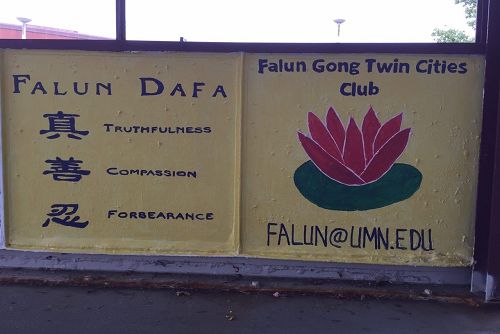 FALUN DAFA
真 TRUTHFULNESS
善 COMPASSION
忍 FORBEARANCE
Falun Gong Twin Cities
Club
FALUN@UMN.EDU